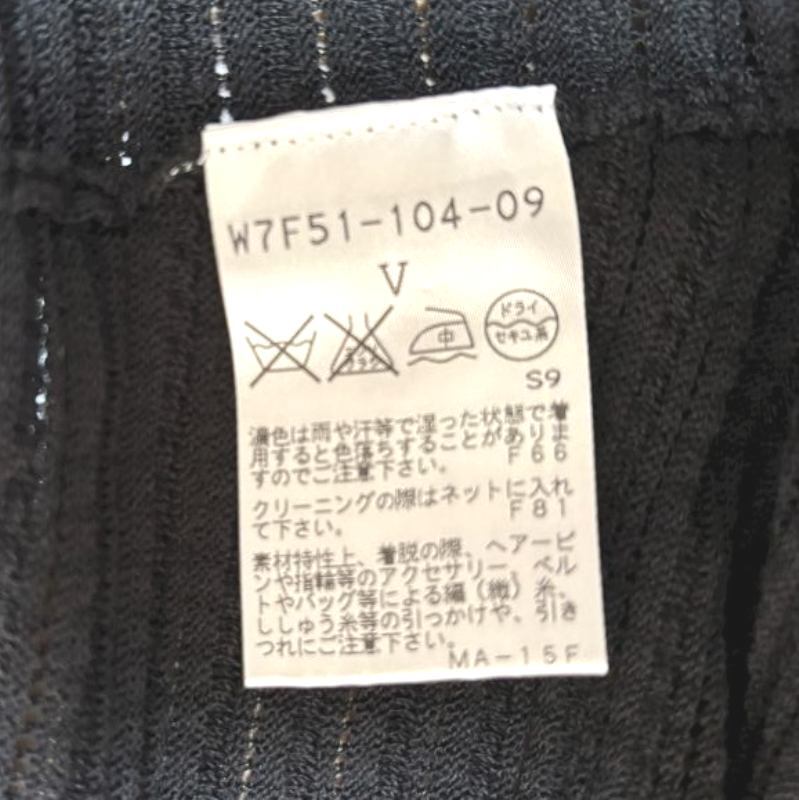 W7F51-104-09
V
エンソ
サラシ
中
ドライ
セキユ系
S9
濃色は雨や汗等で湿った状態で着
用すると色落ちすることがありま
すのでご注意下さい。 F66
クリーニングの際はネットに入れ
て下さい。 F81
素材特性上、着脱の際、ヘアーピ
ンや指輪等のアクセサリー、ベル
トやバッグ等による編（織）糸、
ししゅう糸等の引っかけや、引き
つれにご注意下さい。
MA-15F